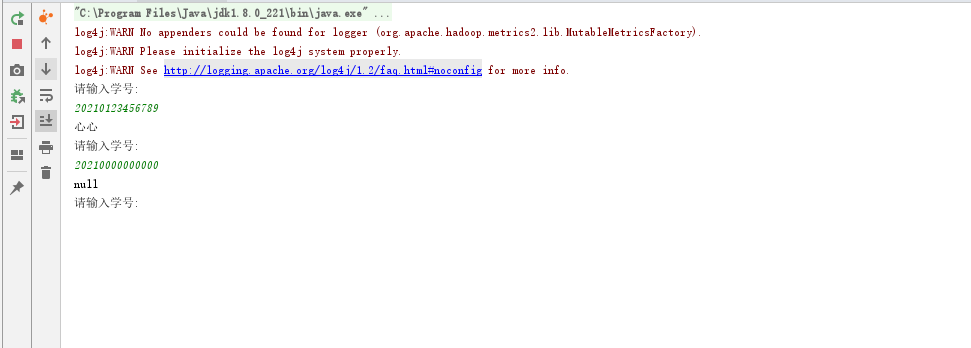 "C:\Program Files\Java\jdk1.8.0_221\bin\java.exe" ...
log4j:WARN No appenders could be found for logger (org.apache.hadoop.metrics2.lib.MutableMetricsFactory).
log4j:WARN Please initialize the log4j system properly.
log4j:WARN See http://logging.apache.org/log4j/1.2/faq.html#noconfig for more info.
请输入学号:
20210123456789
心心
请输入学号:
20210000000000
null
请输入学号: